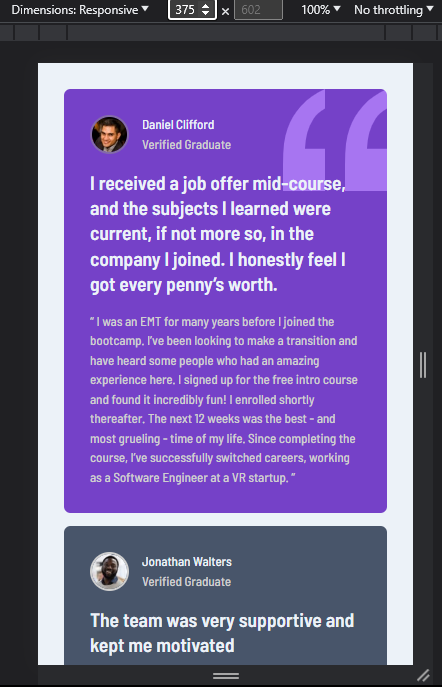 Dimensions: Responsive 375 × 602 100% No throttling
Daniel Clifford
Verified Graduate
I received a job offer mid-course,
and the subjects I learned were
current, if not more so, in the
company I joined. I honestly feel I
got every penny’s worth.
“ I was an EMT for many years before I joined the
bootcamp. I’ve been looking to make a transition and
have heard some people who had an amazing
experience here. I signed up for the free intro course
and found it incredibly fun! I enrolled shortly
thereafter. The next 12 weeks was the best - and
most grueling - time of my life. Since completing the
course, I’ve successfully switched careers, working
as a Software Engineer at a VR startup. ”
Jonathan Walters
Verified Graduate
The team was very supportive and
kept me motivated